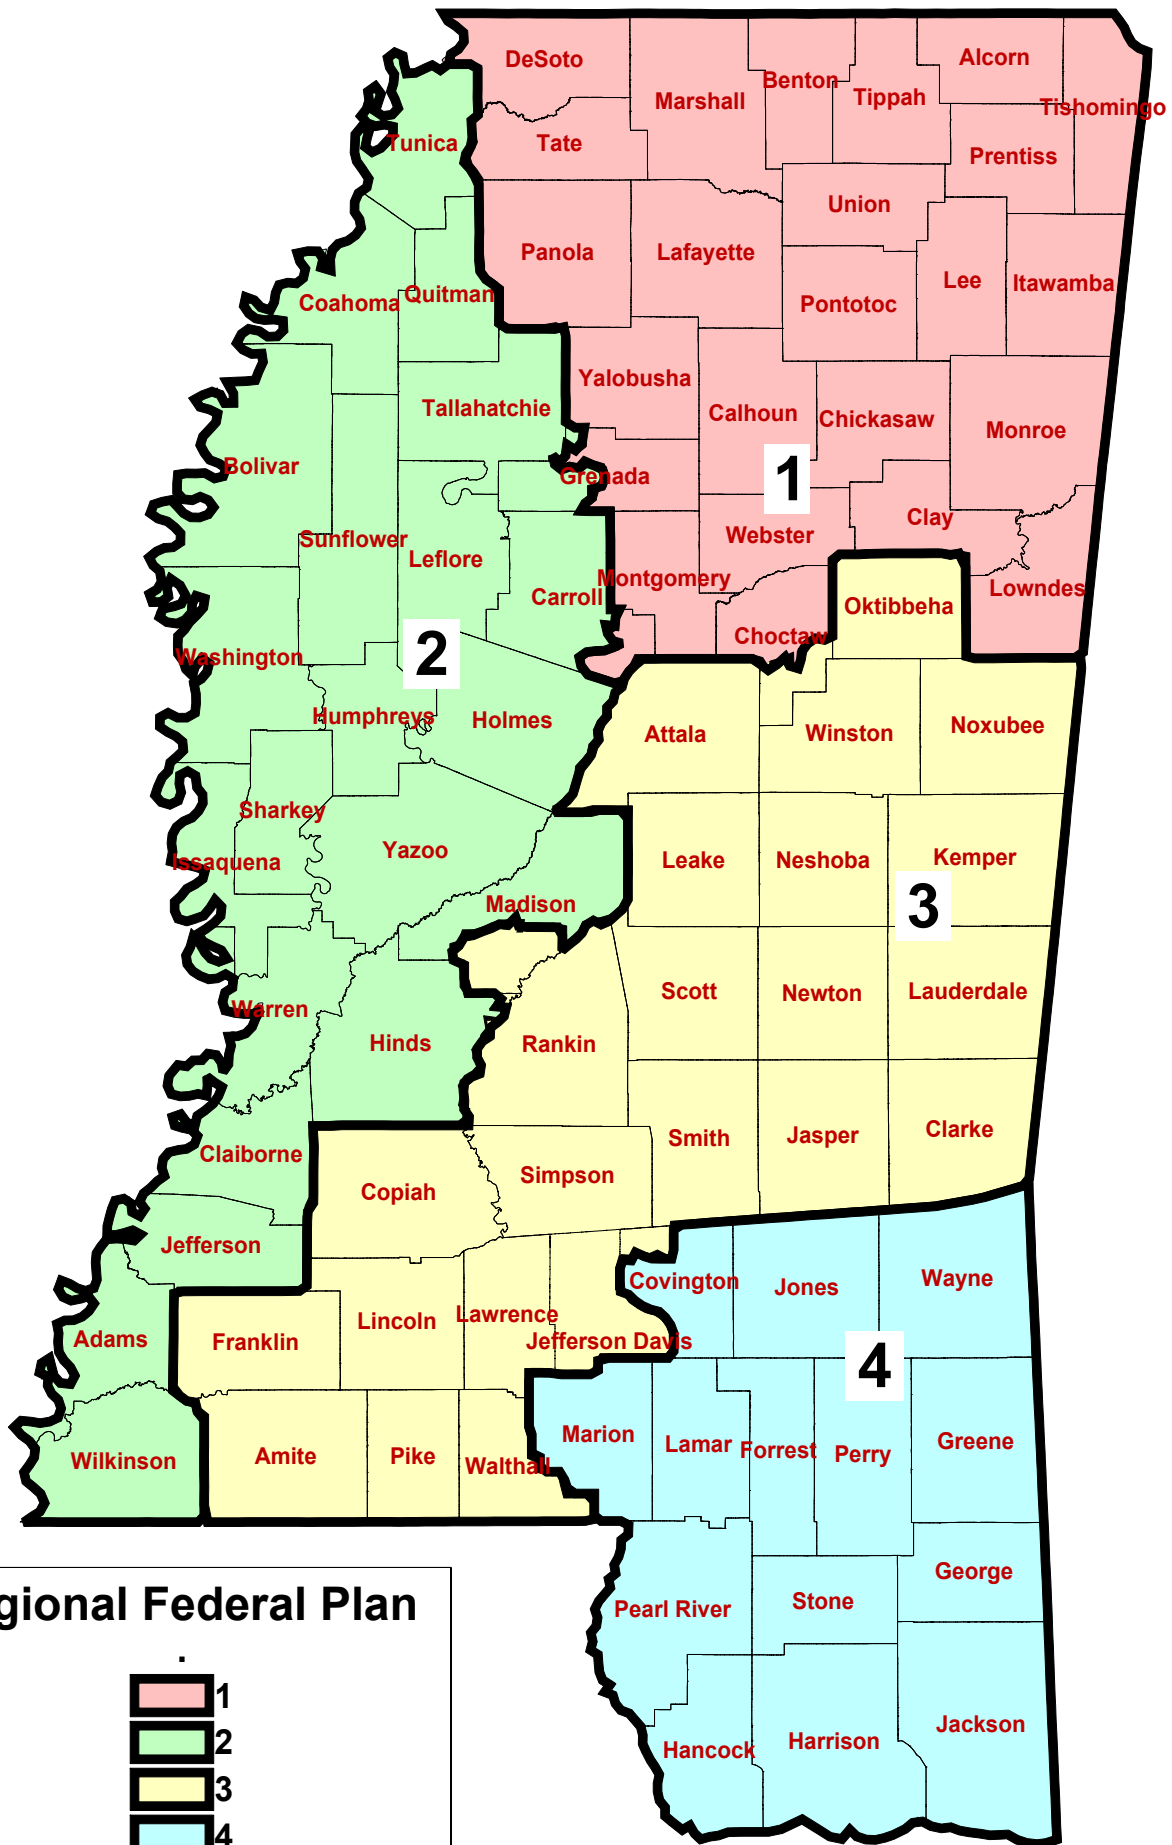 DeSoto
Alcorn
Benton
Marshall
Tippah
Tishomingo
Tunica
Tate
Prentiss
Union
Panola
Lafayette
Lee
Itawamba
Coahoma
Quitman
Pontotoc
Yalobusha
Tallahatchie
Calhoun
Chickasaw
Monroe
Bolivar
Grenada
1
Clay
Sunflower
Webster
Leflore
Montgomery
Lowndes
Carroll
Oktibbeha
Choctaw
2
Washington
Humphreys
Holmes
Attala
Winston
Noxubee
Sharkey
Yazoo
Issaquena
Leake
Neshoba
Kemper
Madison
3
Scott
Newton
Lauderdale
Warren
Hinds
Rankin
Smith
Jasper
Clarke
Claiborne
Copiah
Simpson
Jefferson
Covington
Jones
Wayne
Adams
Franklin
Lincoln
Lawrence
Jefferson Davis
4
Marion
Lamar
Forrest
Perry
Greene
Wilkinson
Amite
Pike
Walthall
George
Pearl River
Stone
Jackson
Hancock
Harrison
gional Federal Plan
.
1
2
3
4